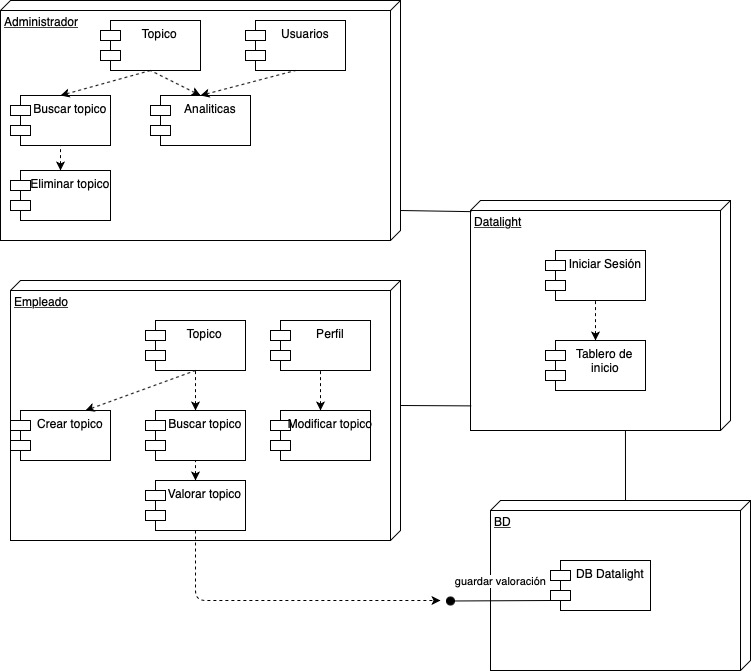 Administrador
Topico
Usuarios
Buscar topico
Analiticas
Eliminar topico
Datalight
Iniciar Sesión
Tablero de
inicio
Empleado
Topico
Perfil
Crear topico
Buscar topico
Modificar topico
Valorar topico
BD
guardar valoración
DB Datalight